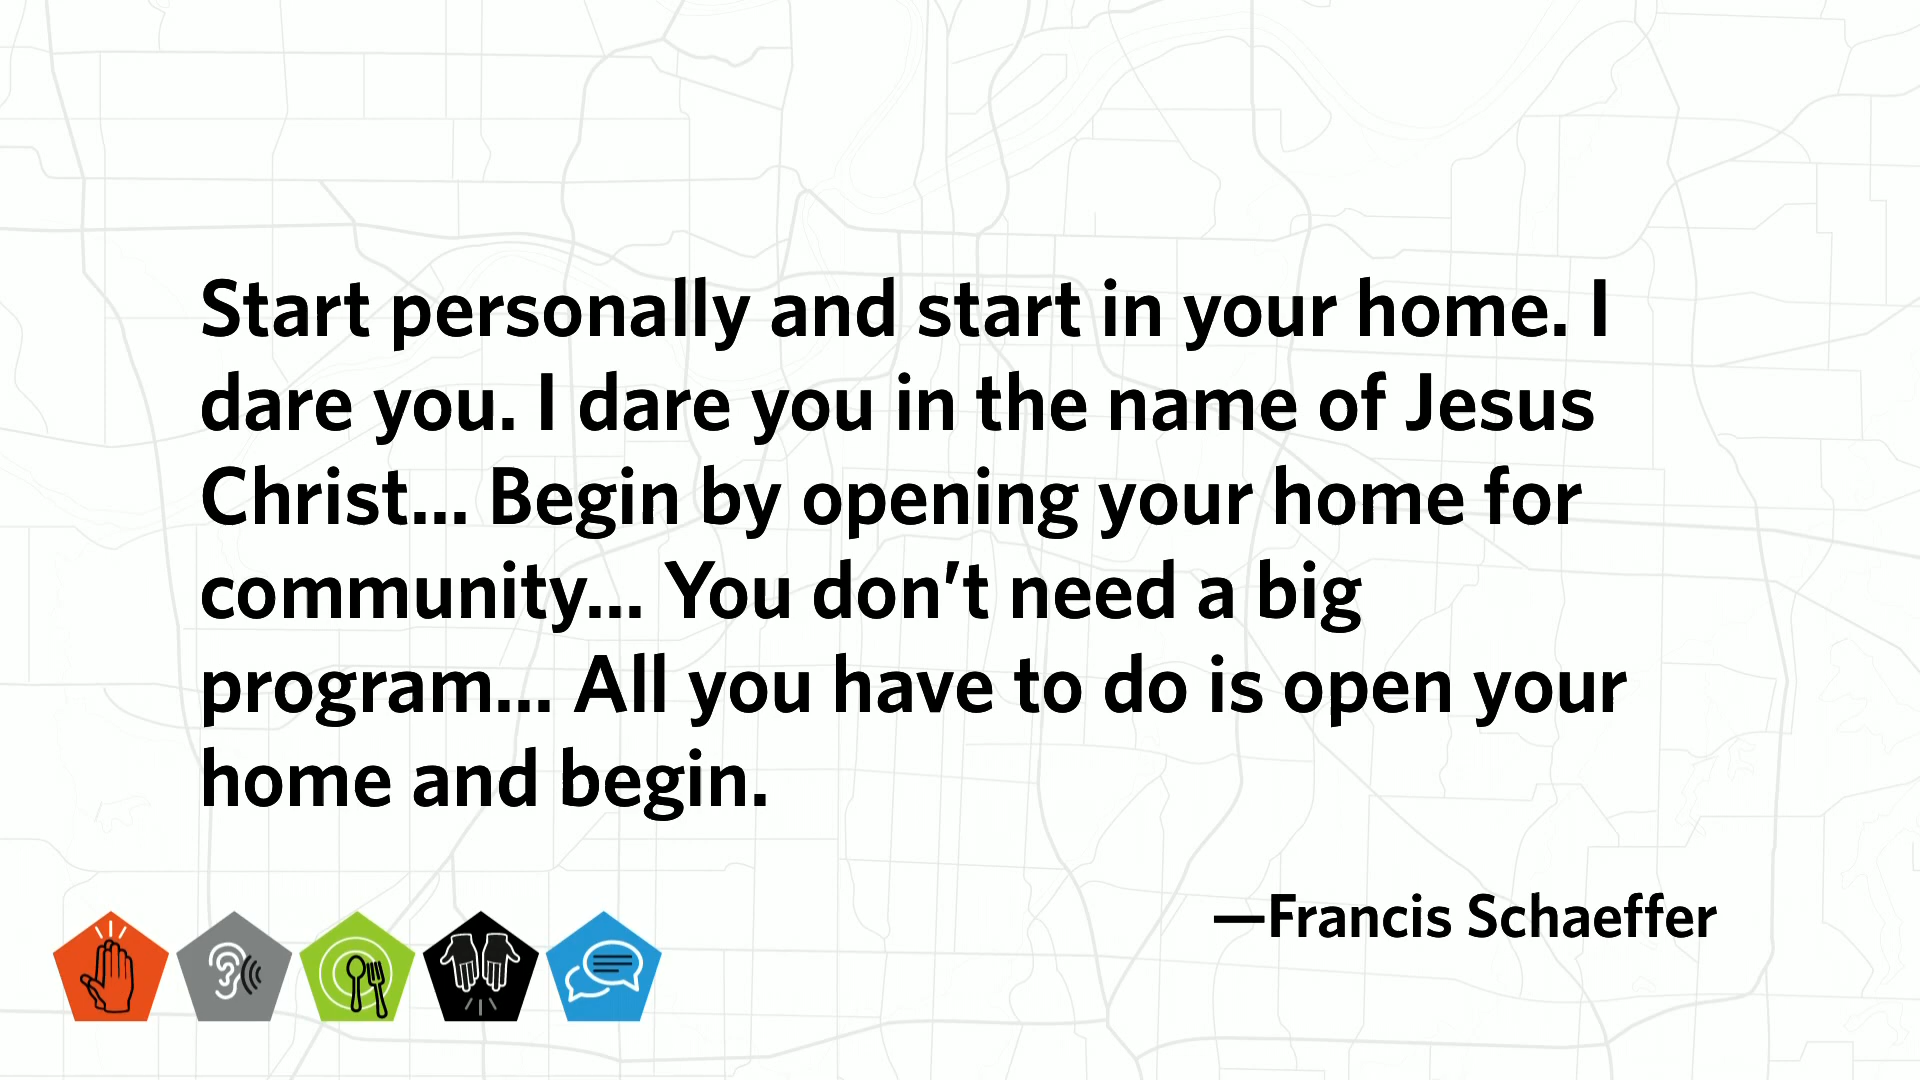 Start personally and start in your home. I
dare you. I dare you in the name of Jesus
Christ... Begin by opening your home for
community... You don’t need a big
program... All you have to do is open your
home and begin.
—Francis Schaeffer